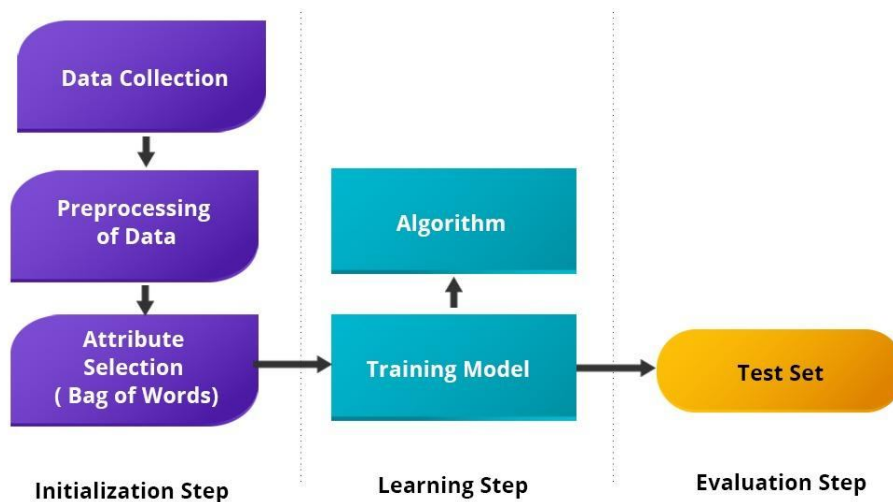 Data Collection
Preprocessing
of Data
Attribute
Selection
( Bag of Words)
Initialization Step
Algorithm
Training Model
Learning Step
Test Set
Evaluation Step